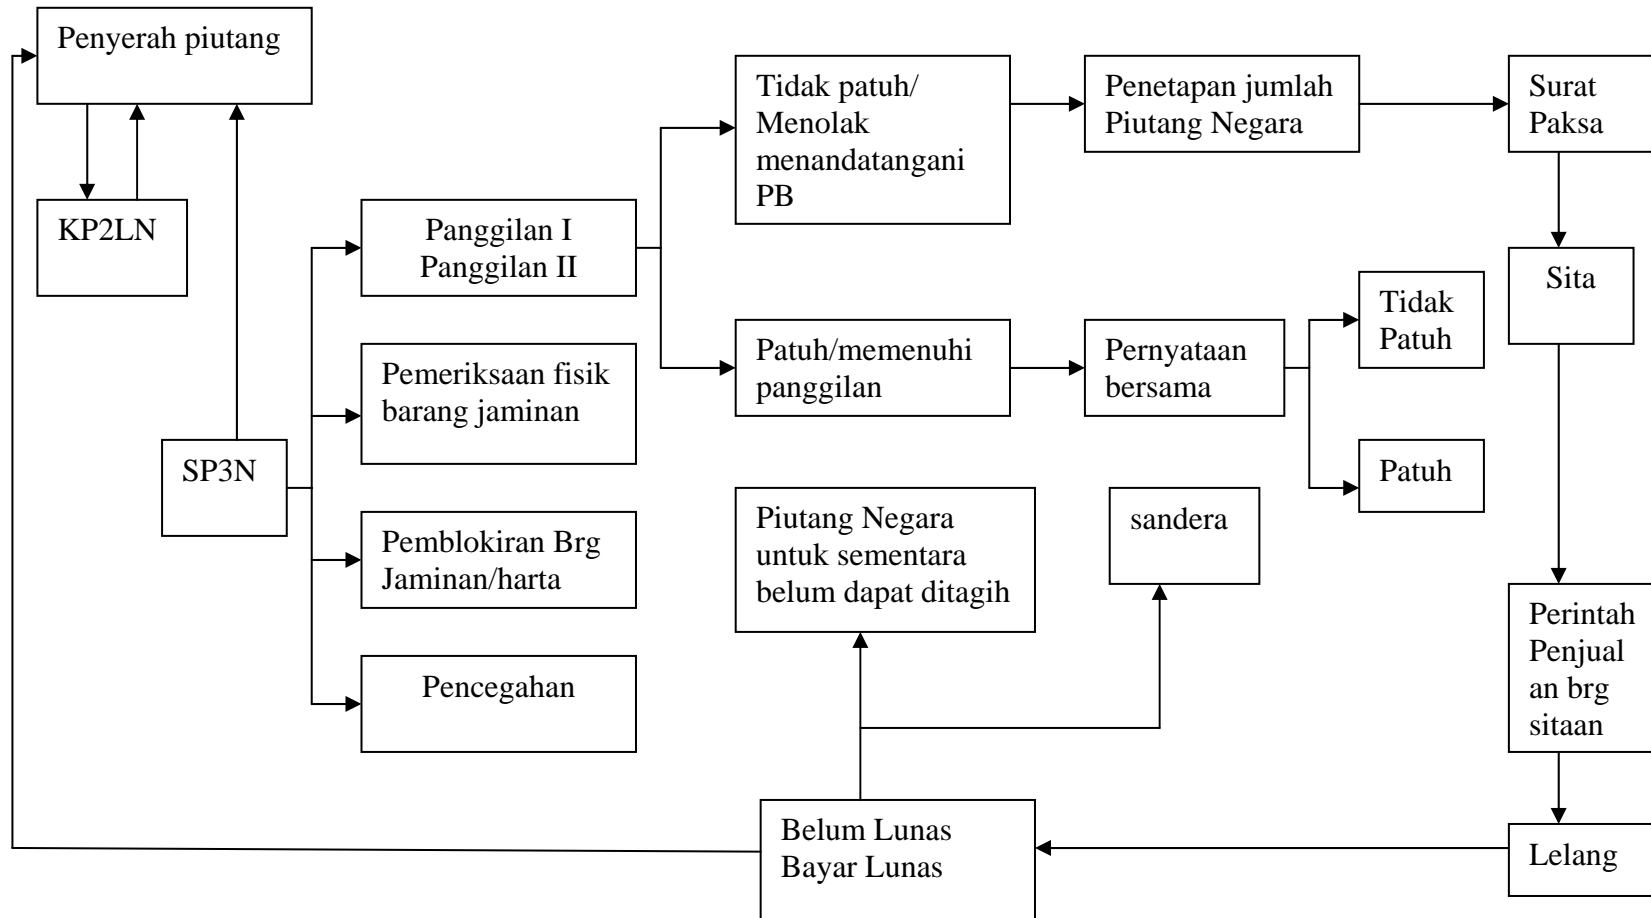 Penyerah piutang
KP2LN
SP3N
Panggilan I
Panggilan II
Pemeriksaan fisik
barang jaminan
Pemblokiran Brg
Jaminan/harta
Pencegahan
Tidak patuh/
Menolak
menandatangani
PB
Patuh/memenuhi
panggilan
Piutang Negara
untuk sementara
belum dapat ditagih
Penetapan jumlah
Piutang Negara
Pernyataan
bersama
sandera
Tidak
Patuh
Patuh
Surat
Paksa
Sita
Perintah
Penjual
an brg
sitaan
Lelang
Belum Lunas
Bayar Lunas